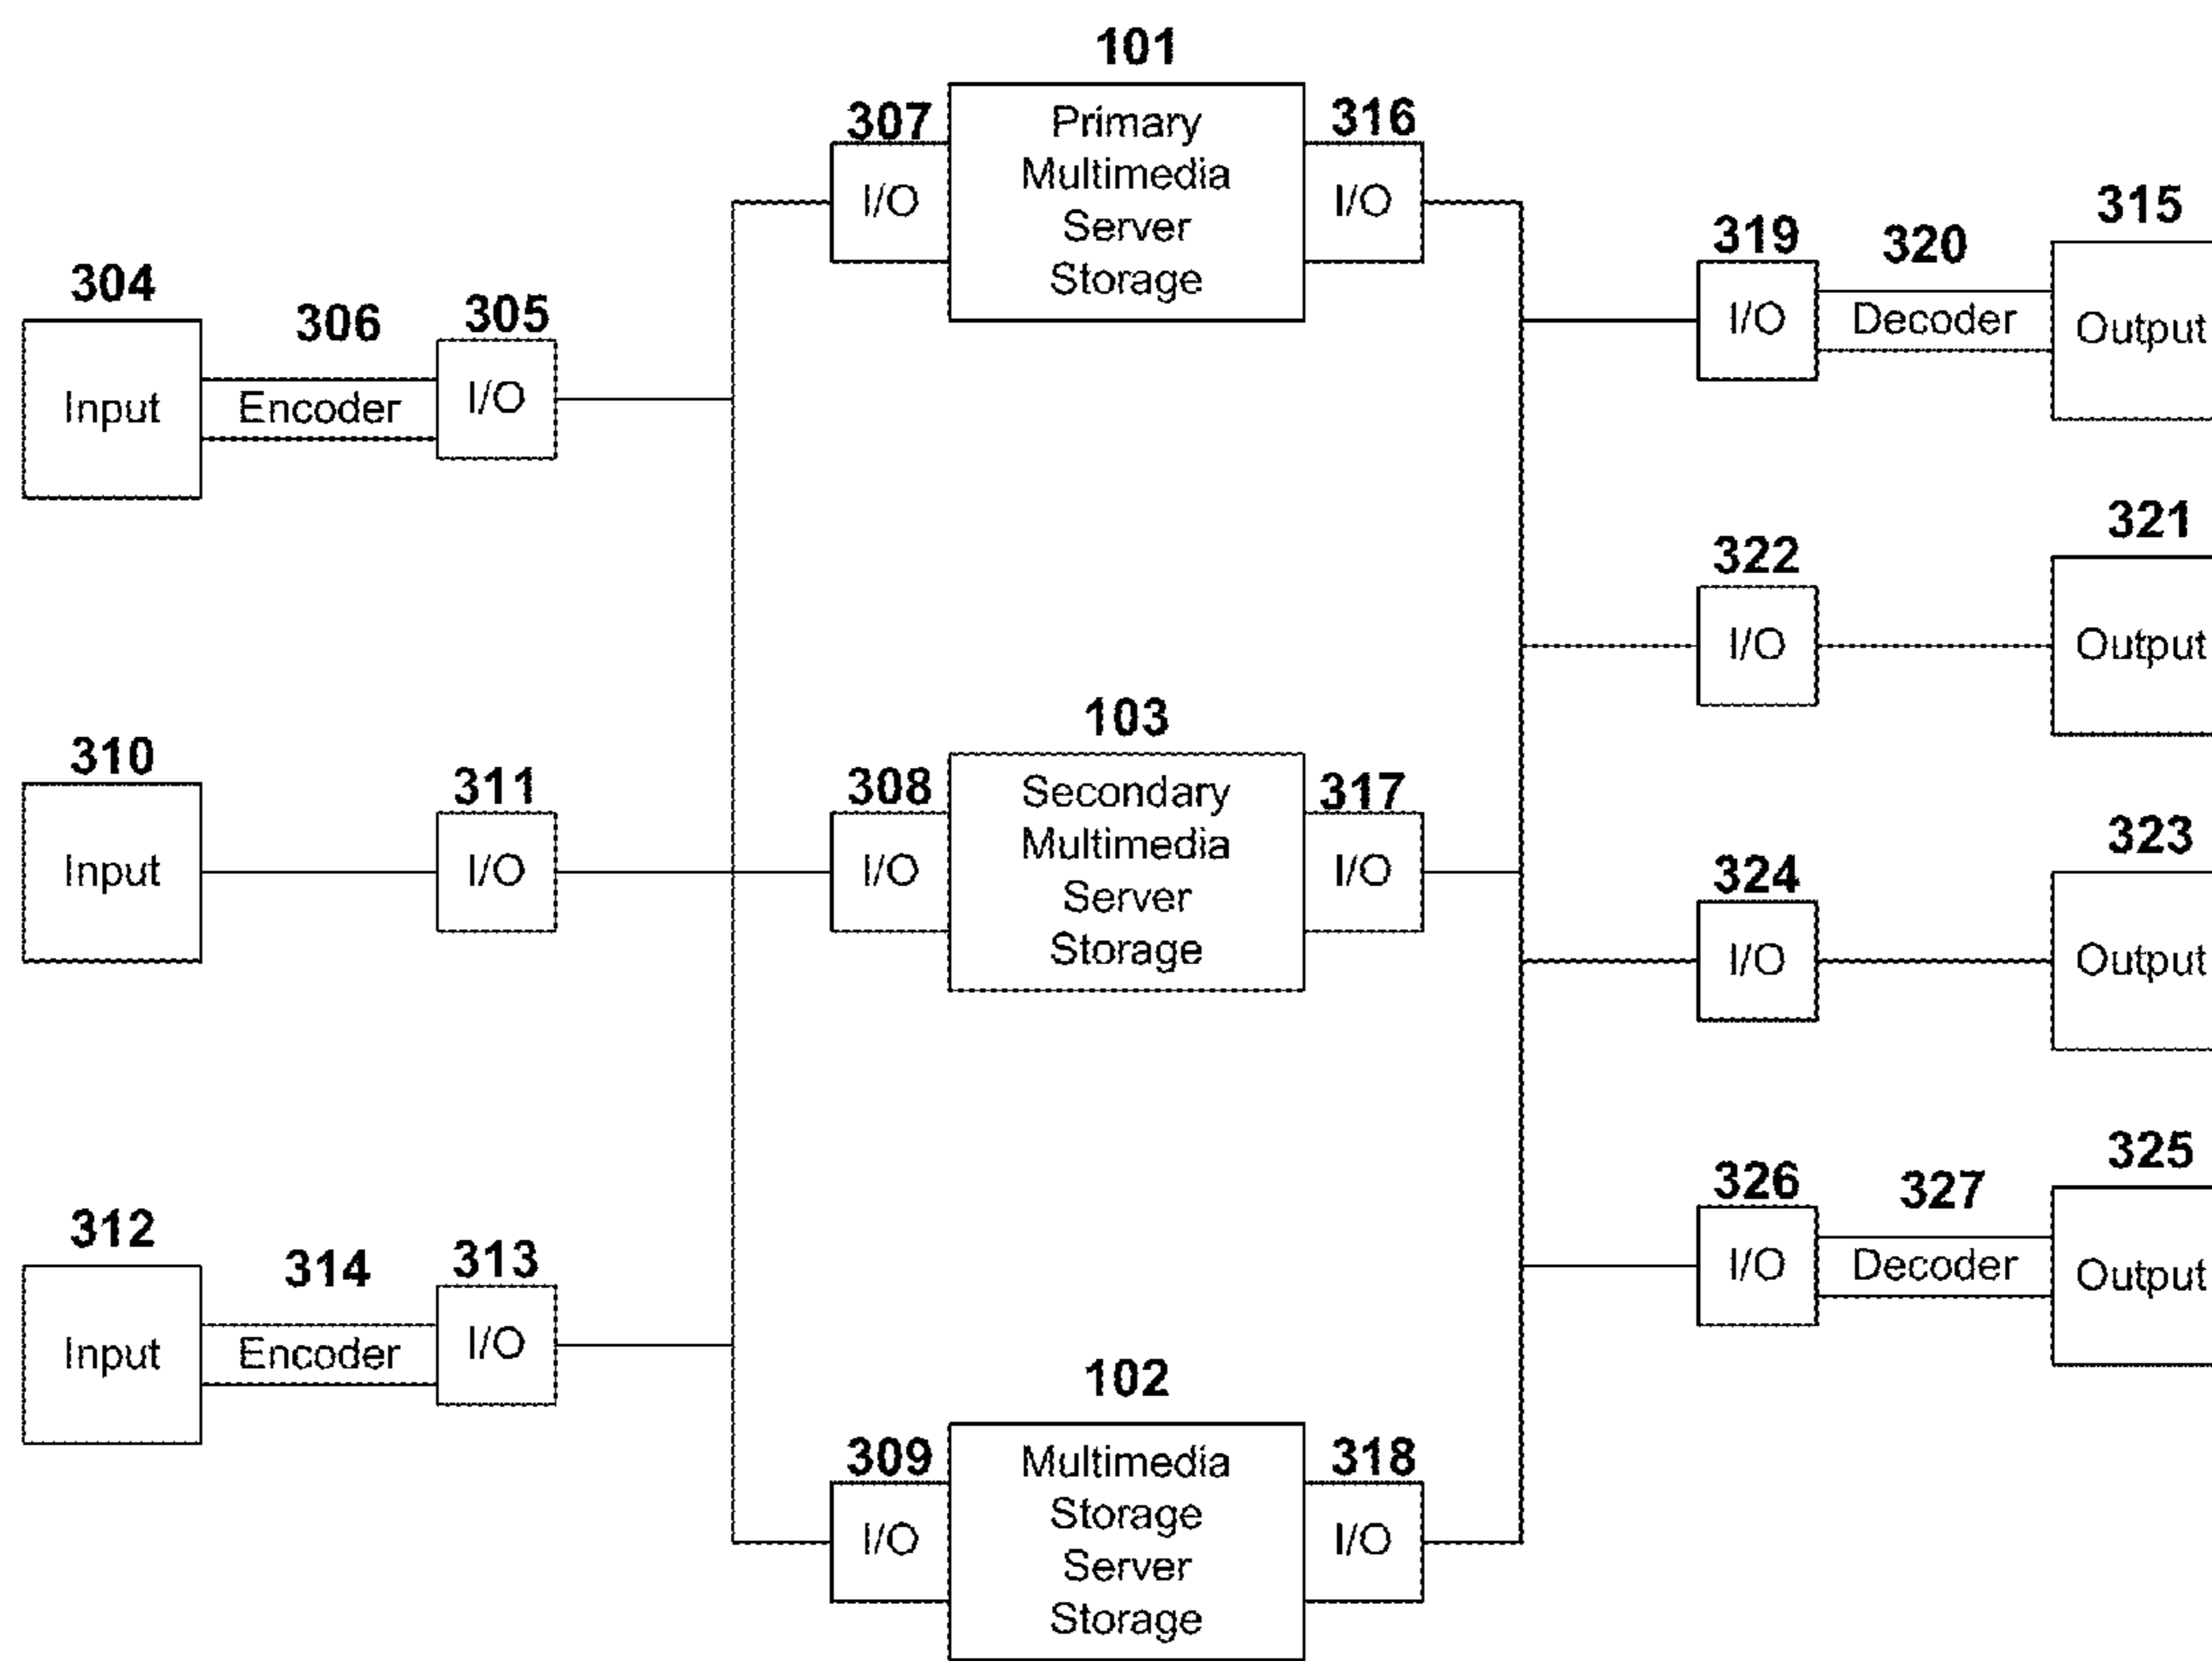 101
307
Primary
Multimedia
Server
Storage
316
I/O
I/O
304
306
305
Input
Encoder
I/O
319
320
315
I/O
Decoder
Output
322
321
I/O
Output
310
311
Input
I/O
103
308
Secondary
Multimedia
Server
Storage
317
I/O
I/O
324
323
I/O
Output
312
314
313
Input
Encoder
I/O
102
309
Multimedia
Storage
Server
Storage
318
I/O
I/O
326
327
325
I/O
Decoder
Output